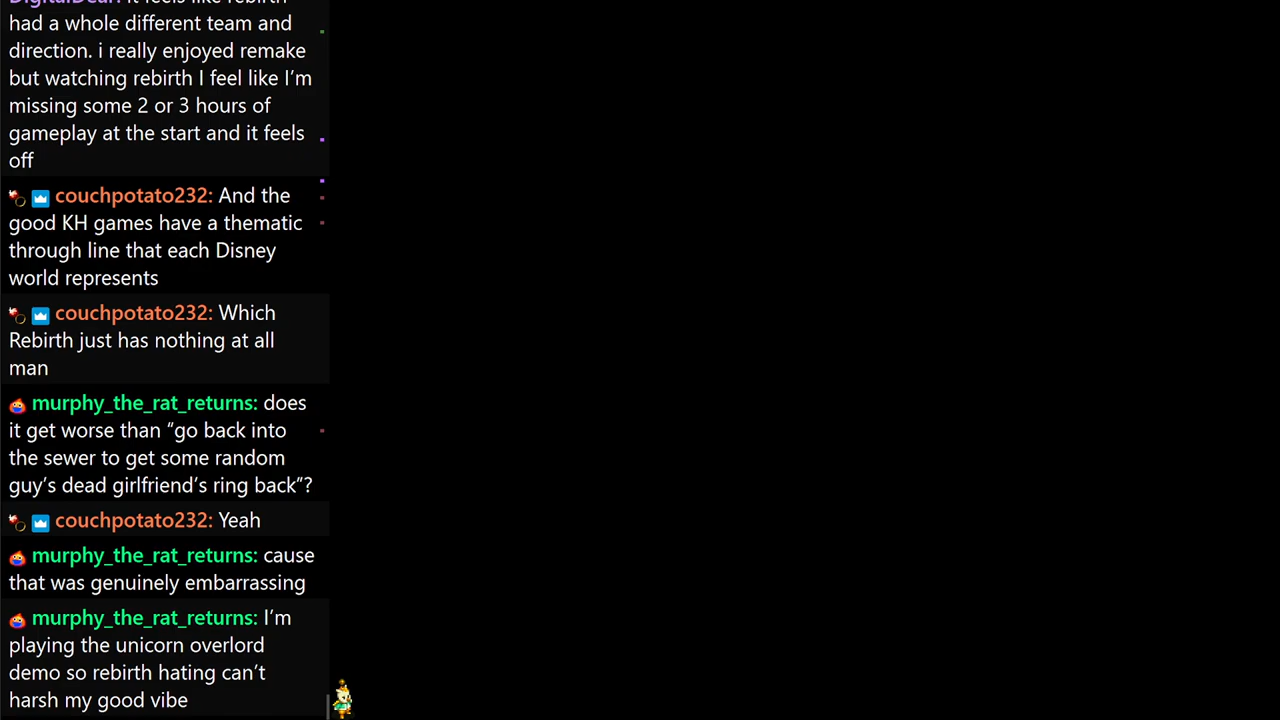 DigitalDear: it feels like rebirth
had a whole different team and
direction. i really enjoyed remake
but watching rebirth I feel like I’m
missing some 2 or 3 hours of
gameplay at the start and it feels
off
couchpotato232: And the
good KH games have a thematic
through line that each Disney
world represents
couchpotato232: Which
Rebirth just has nothing at all
man
murphy_the_rat_returns: does
it get worse than “go back into
the sewer to get some random
guy’s dead girlfriend’s ring back”?
couchpotato232: Yeah
murphy_the_rat_returns: cause
that was genuinely embarrassing
murphy_the_rat_returns: I’m
playing the unicorn overlord
demo so rebirth hating can’t
harsh my good vibe